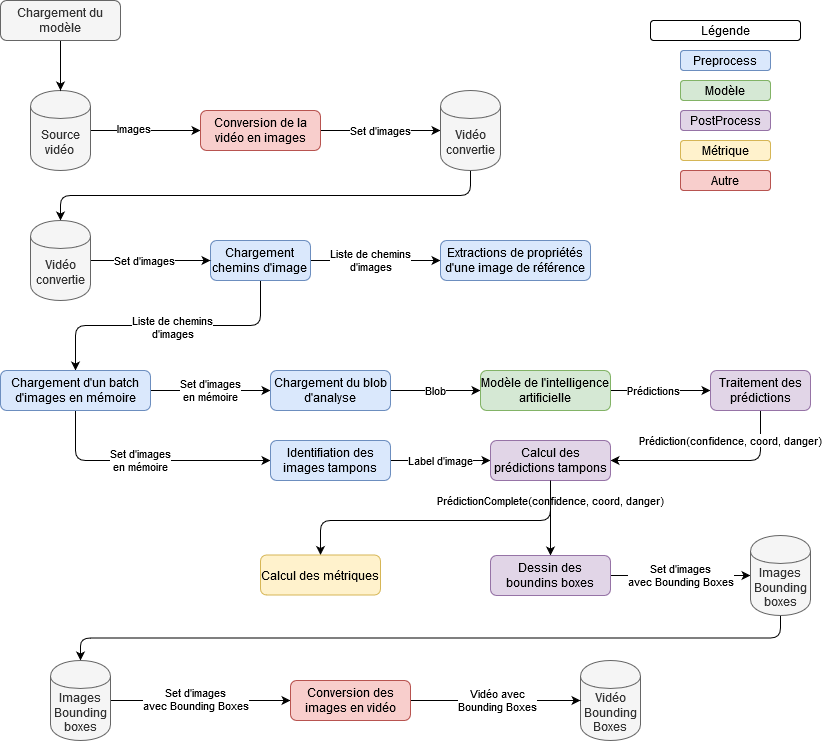 Chargement du
modèle
Légende
Preprocess
Modèle
PostProcess
Métrique
Autre
Source
vidéo
Images
Conversion de la
vidéo en images
Set d'images
Vidéo
convertie
Vidéo
convertie
Set d'images
Chargement
chemins d'image
Liste de chemins
d'images
Extractions de propriétés
d'une image de référence
Liste de chemins
d'images
Chargement d'un batch
d'images en mémoire
Set d'images
en mémoire
Chargement du blob
d'analyse
Blob
Modèle de l'intelligence
artificielle
Prédictions
Traitement des
prédictions
Set d'images
en mémoire
Identifiation des
images tampons
Label d'image
Calcul des
prédictions tampons
Prédiction(confidence, coord, danger)
PrédictionComplete(confidence, coord, danger)
Calcul des métriques
Dessin des
boundins boxes
Set d'images
avec Bounding Boxes
Images
Bounding
boxes
Images
Bounding
boxes
Set d'images
avec Bounding Boxes
Conversion des
images en vidéo
Vidéo avec
Bounding Boxes
Vidéo
Bounding
Boxes